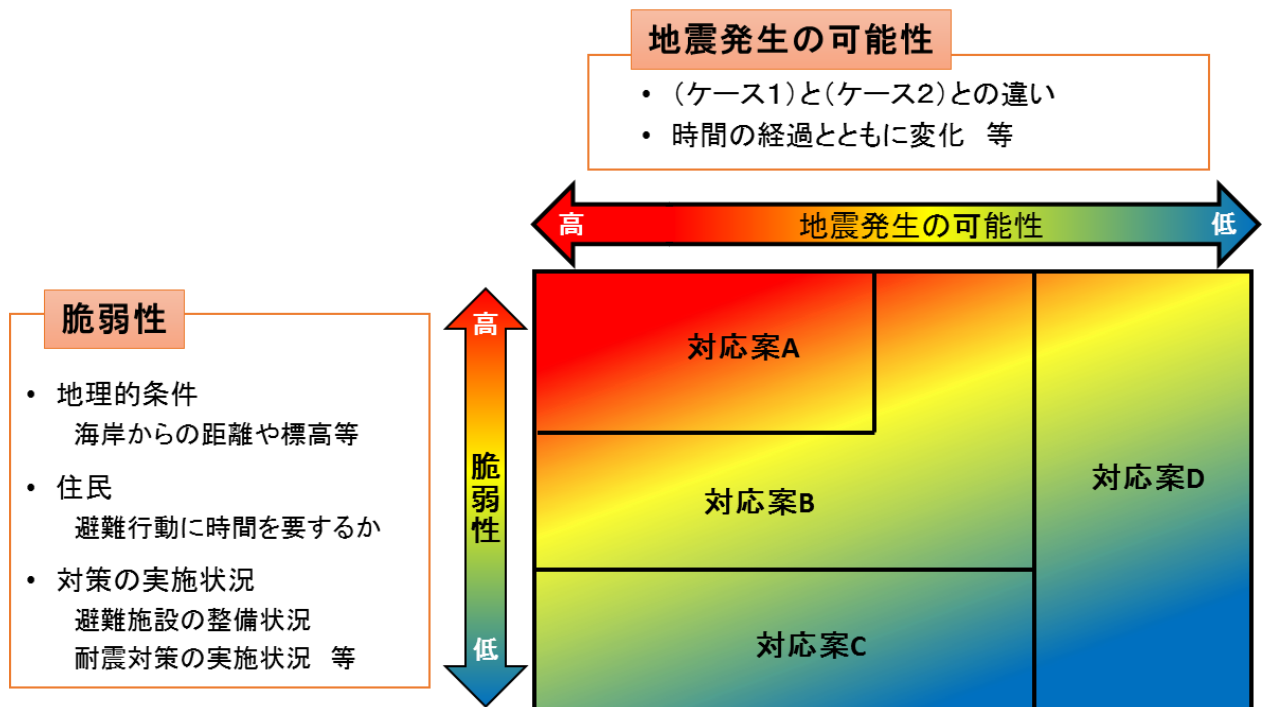 地震発生の可能性
• (ケース1)と(ケース2)との違い
• 時間の経過とともに変化 等
高 地震発生の可能性 低
脆弱性
• 地理的条件
海岸からの距離や標高等
• 住民
避難行動に時間を要するか
• 対策の実施状況
避難施設の整備状況
耐震対策の実施状況 等
高
脆弱性
低
対応案A
対応案B
対応案C
対応案D